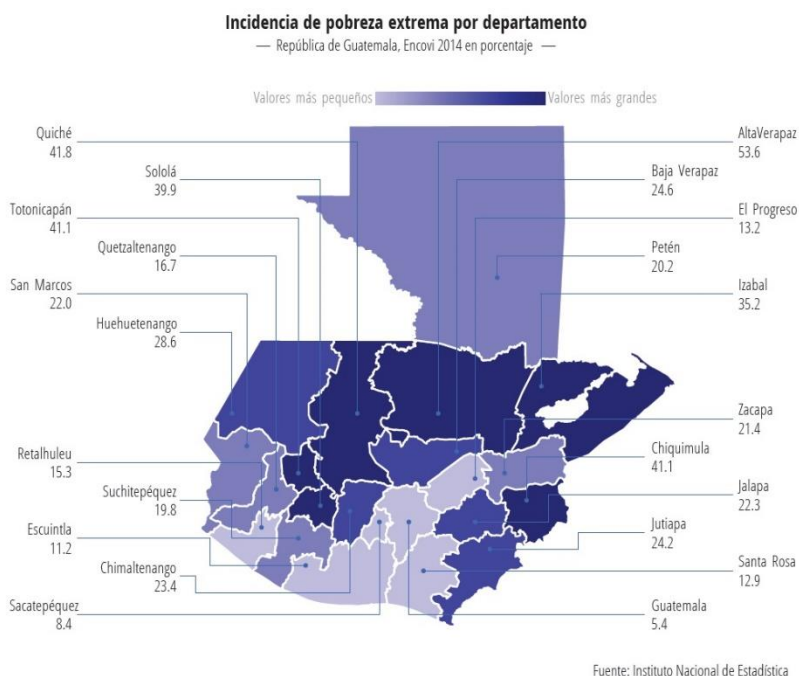 Incidencia de pobreza extrema por departamento
— República de Guatemala, Encovi 2014 en porcentaje —
Valores más pequeños
Valores más grandes
Quiché
41.8
Sololá
39.9
Totonicapán
41.1
Quetzaltenango
16.7
San Marcos
22.0
Huehuetenango
28.6
Retalhuleu
15.3
Suchitepéquez
19.8
Escuintla
11.2
Chimaltenango
23.4
Sacatepéquez
8.4
AltaVerapaz
53.6
Baja Verapaz
24.6
El Progreso
13.2
Petén
20.2
Izabal
35.2
Zacapa
21.4
Chiquimula
41.1
Jalapa
22.3
Jutiapa
24.2
Santa Rosa
12.9
Guatemala
5.4
Fuente: Instituto Nacional de Estadística